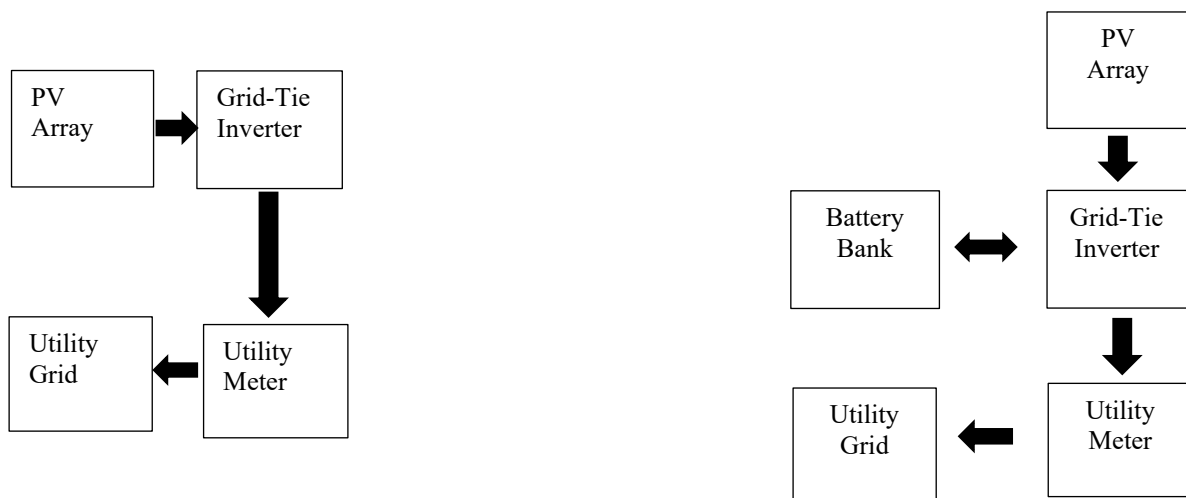 PV
Array
Grid-Tie
Inverter
Utility
Grid
Utility
Meter
PV
Array
Battery
Bank
Grid-Tie
Inverter
Utility
Grid
Utility
Meter